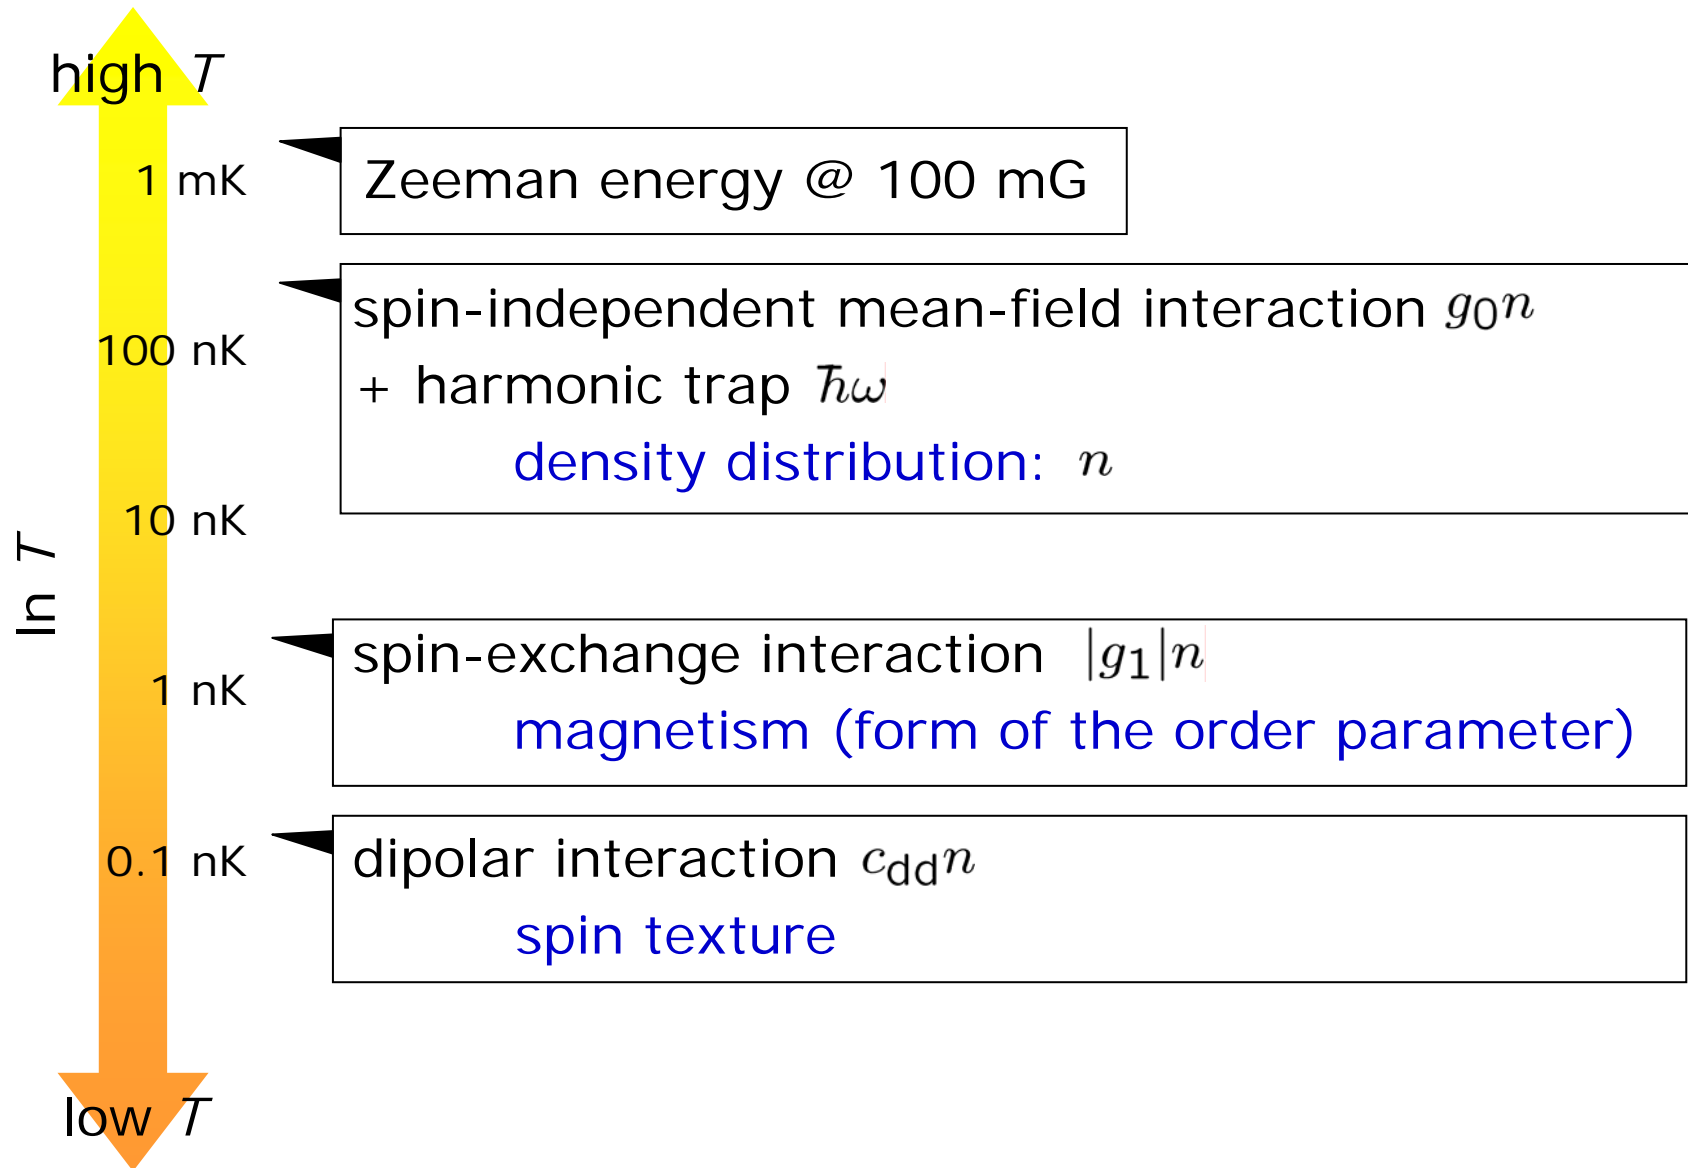 high T
1 mK
Zeeman energy @ 100 mG
spin-independent mean-field interaction g₀n
100 nK
+ harmonic trap ħω
density distribution: n
10 nK
ln T
spin-exchange interaction |g₁|n
1 nK
magnetism (form of the order parameter)
dipolar interaction c_dd n
0.1 nK
spin texture
low T